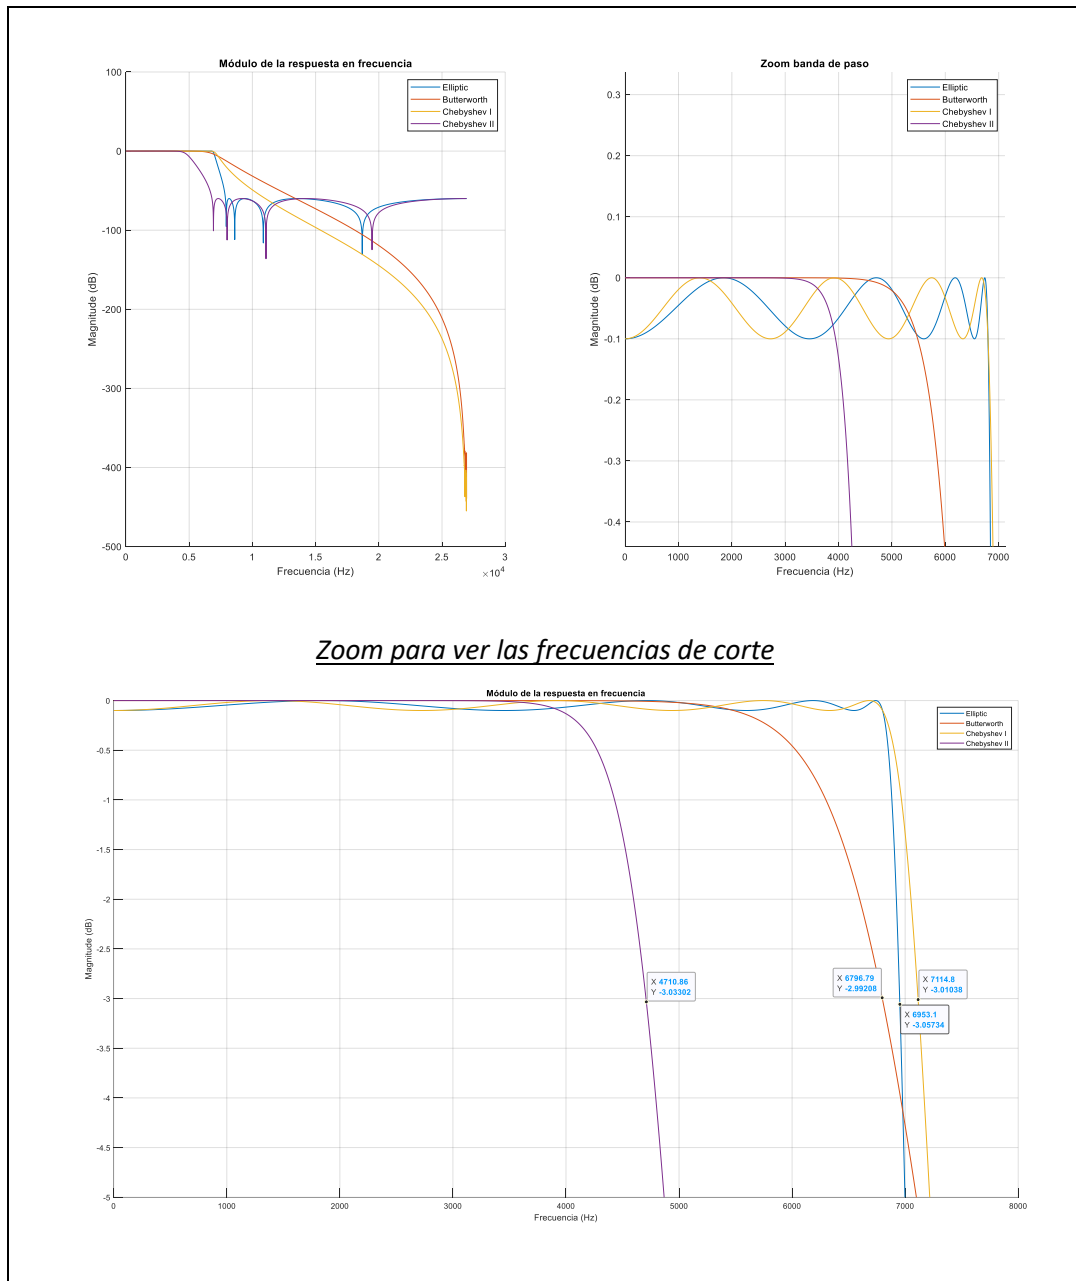 Módulo de la respuesta en frecuencia
Elliptic
Butterworth
Chebyshev I
Chebyshev II
Magnitude (dB)
100
0
-100
-200
-300
-400
-500
0
0.5
1
1.5
2
2.5
3
×10⁴
Frecuencia (Hz)
Zoom banda de paso
Elliptic
Butterworth
Chebyshev I
Chebyshev II
Magnitude (dB)
0.3
0.2
0.1
0
-0.1
-0.2
-0.3
-0.4
0
1000
2000
3000
4000
5000
6000
7000
Frecuencia (Hz)
Zoom para ver las frecuencias de corte
Módulo de la respuesta en frecuencia
Elliptic
Butterworth
Chebyshev I
Chebyshev II
Magnitude (dB)
0
-0.5
-1
-1.5
-2
-2.5
-3
-3.5
-4
-4.5
-5
X 4710.86
Y -3.03302
X 6796.79
Y -2.99208
X 7114.8
Y -3.01038
X 6953.1
Y -3.05734
0
1000
2000
3000
4000
5000
6000
7000
8000
Frecuencia (Hz)